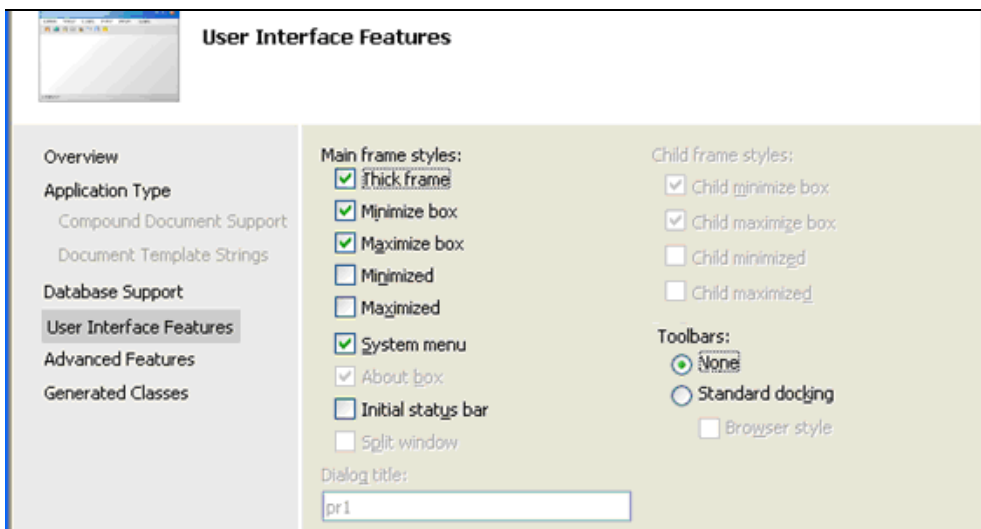 User Interface Features
Overview
Application Type
Compound Document Support
Document Template Strings
Database Support
User Interface Features
Advanced Features
Generated Classes
Main frame styles:
Thick frame
Minimize box
Maximize box
Minimized
Maximized
System menu
About box
Initial status bar
Split window
Dialog title:
pr1
Child frame styles:
Child minimize box
Child maximize box
Child minimized
Child maximized
Toolbars:
None
Standard docking
Browser style